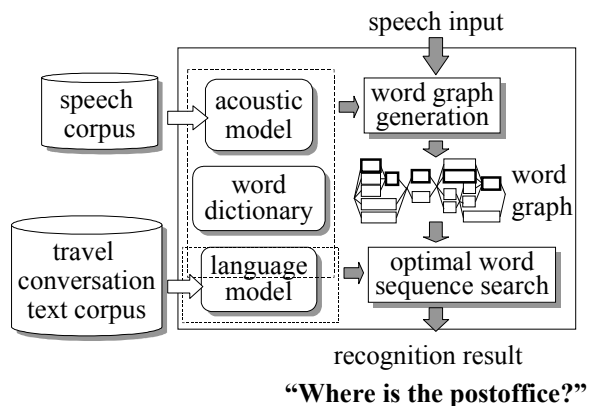 speech input
speech
corpus
acoustic
model
word graph
generation
word
dictionary
word
graph
travel
conversation
text corpus
language
model
optimal word
sequence search
recognition result
“Where is the postoffice?”